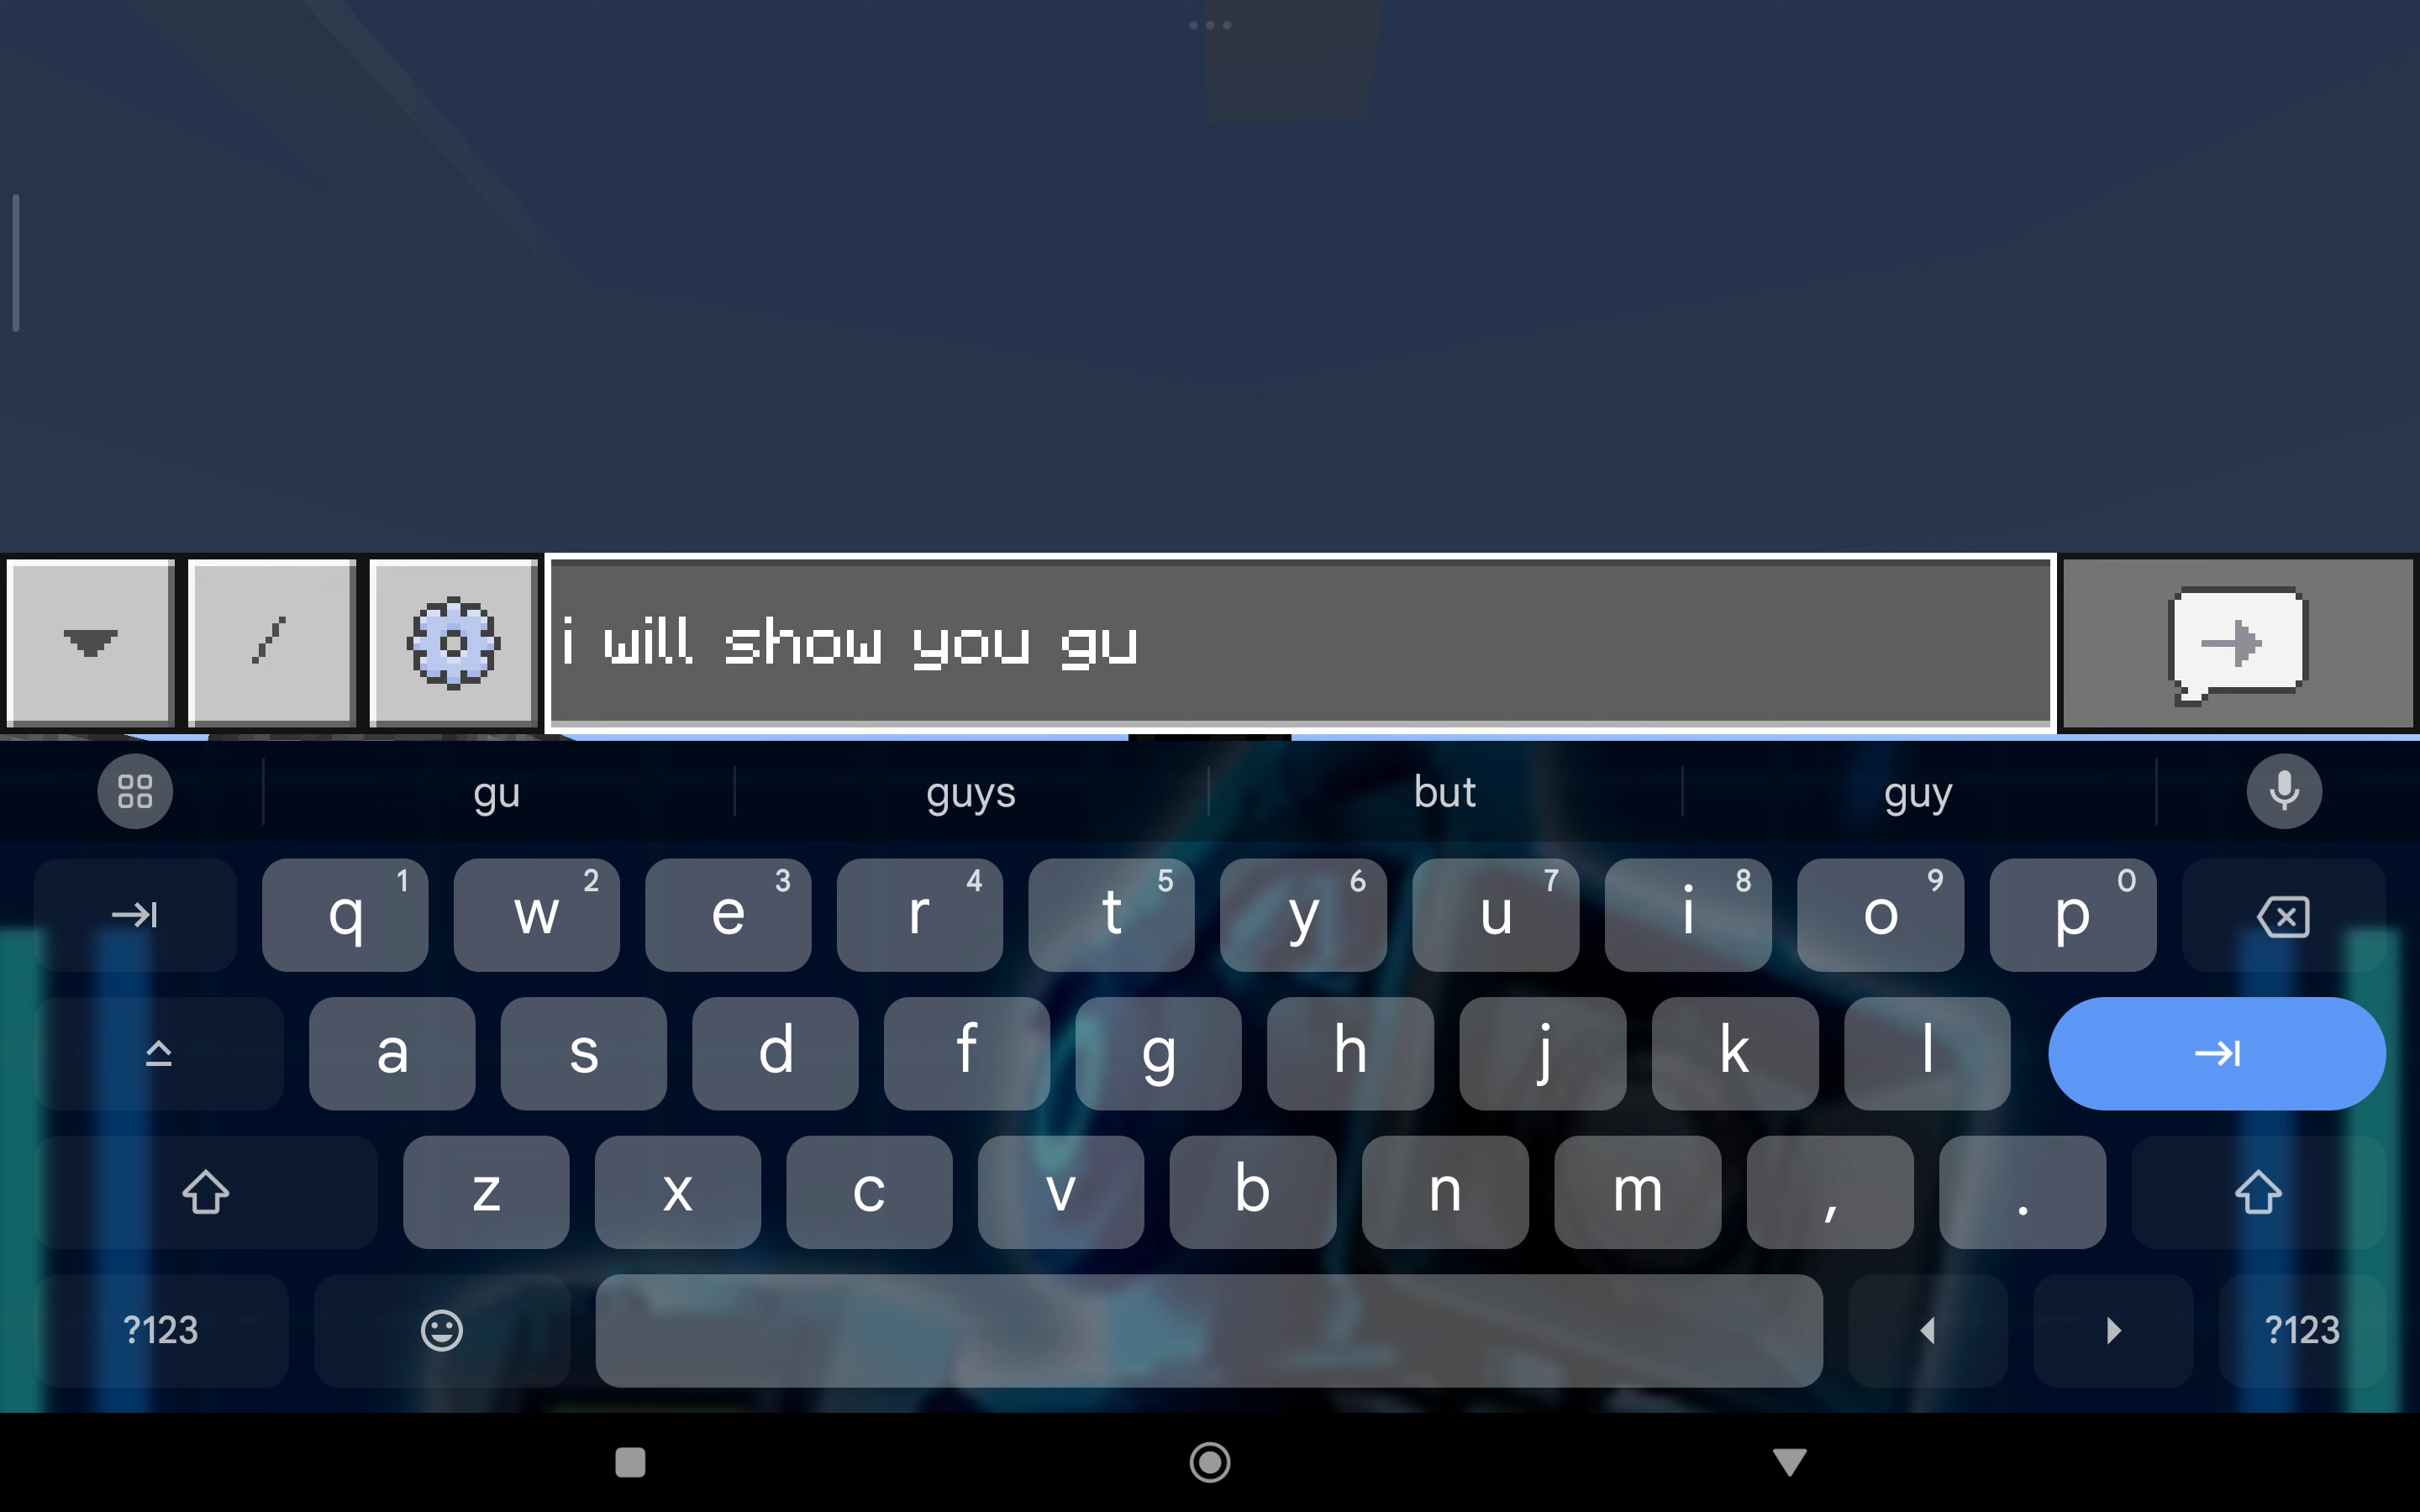 /
i will show you gu
gu guys but guy
q 1 w 2 e 3 r 4 t 5 y 6 u 7 i 8 o 9 p 0
a s d f g h j k l
z x c v b n m , .
?123 ?123